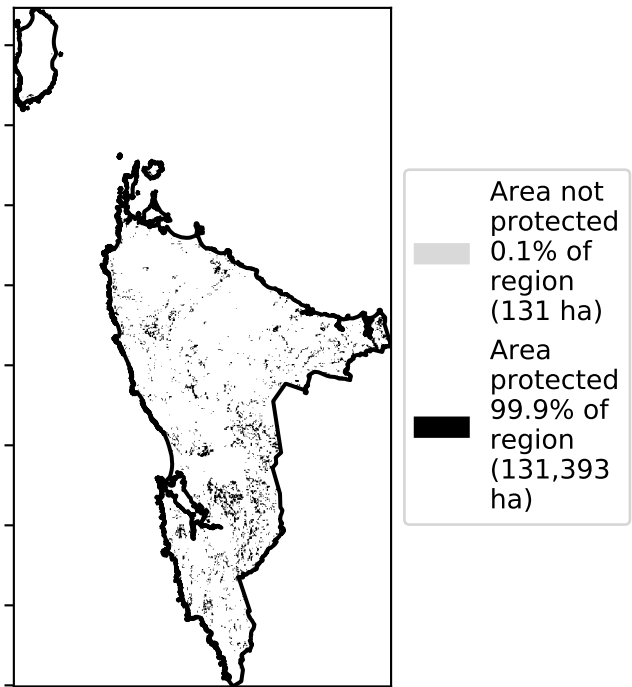 Area not
protected
0.1% of
region
(131 ha)
Area
protected
99.9% of
region
(131,393
ha)